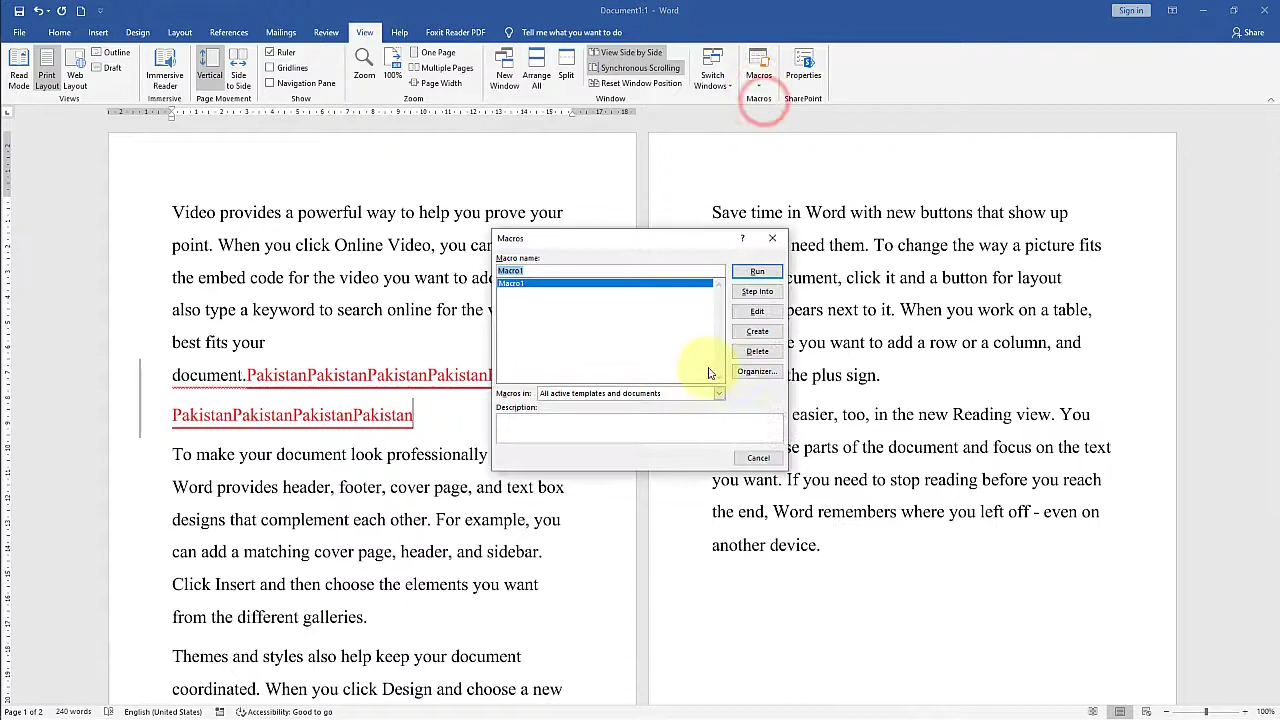 Document1:1 - Word
Sign in
File Home Insert Design Layout References Mailings Review View Help Foxit Reader PDF Tell me what you want to do Share
Read Mode
Print Layout
Web Layout
Outline
Draft
Views
Immersive Reader
Immersive
Vertical
Side to Side
Page Movement
Ruler
Gridlines
Navigation Pane
Show
Zoom
100%
One Page
Multiple Pages
Page Width
Zoom
New Window
Arrange All
Split
View Side by Side
Synchronous Scrolling
Reset Window Position
Window
Switch Windows
Macros
Macros
Properties
SharePoint
Video provides a powerful way to help you prove your
point. When you click Online Video, you can
the embed code for the video you want to ad
also type a keyword to search online for the
best fits your
document.PakistanPakistanPakistanPakistan
PakistanPakistanPakistanPakistan
To make your document look professionally
Word provides header, footer, cover page, and text box
designs that complement each other. For example, you
can add a matching cover page, header, and sidebar.
Click Insert and then choose the elements you want
from the different galleries.
Themes and styles also help keep your document
coordinated. When you click Design and choose a new
Macros
Macro name:
Macro1
Macro1
Run
Step Into
Edit
Create
Delete
Organizer...
Macros in: All active templates and documents
Description:
Cancel
Save time in Word with new buttons that show up
need them. To change the way a picture fits
cument, click it and a button for layout
pears next to it. When you work on a table,
e you want to add a row or a column, and
the plus sign.
easier, too, in the new Reading view. You
se parts of the document and focus on the text
you want. If you need to stop reading before you reach
the end, Word remembers where you left off - even on
another device.
Page 1 of 2 240 words English (United States) Accessibility: Good to go 100%